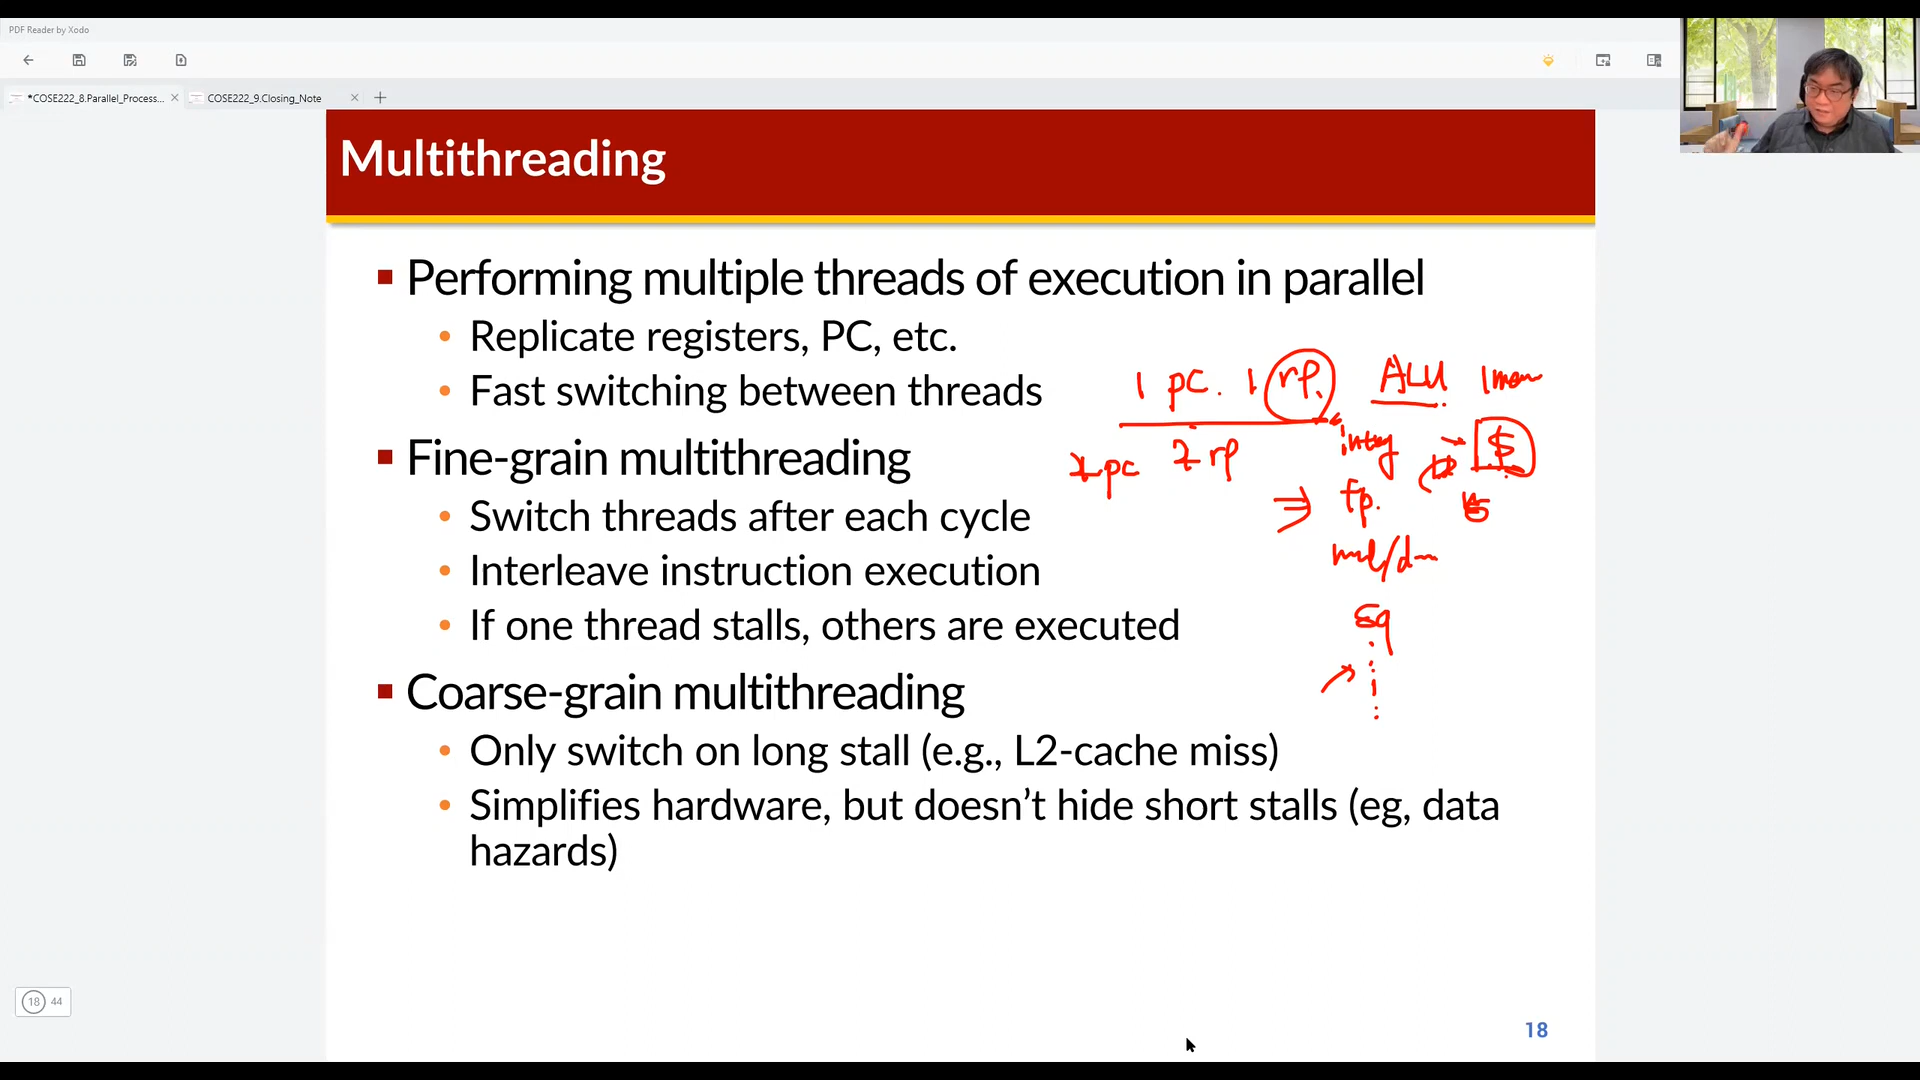 PDF Reader by Xodo
*COSE222_8.Parallel_Process...
COSE222_9.Closing_Note
Multithreading
Performing multiple threads of execution in parallel
Replicate registers, PC, etc.
Fast switching between threads
1 pc. 1 rf. ALU 1 mem
2 pc 2 rf
integ
$
fp.
Fine-grain multithreading
Switch threads after each cycle
Interleave instruction execution
If one thread stalls, others are executed
Coarse-grain multithreading
Only switch on long stall (e.g., L2-cache miss)
Simplifies hardware, but doesn’t hide short stalls (eg, data
hazards)
18 44
18